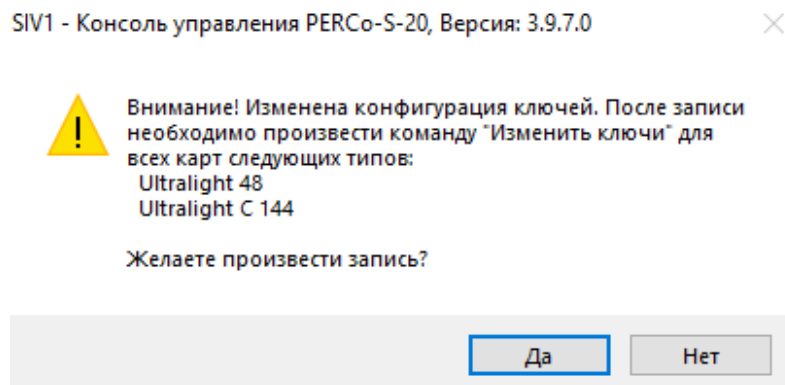 SIV1 - Консоль управления PERCo-S-20, Версия: 3.9.7.0
Внимание! Изменена конфигурация ключей. После записи
необходимо произвести команду "Изменить ключи" для
всех карт следующих типов:
Ultralight 48
Ultralight C 144
Желаете произвести запись?
Да
Нет